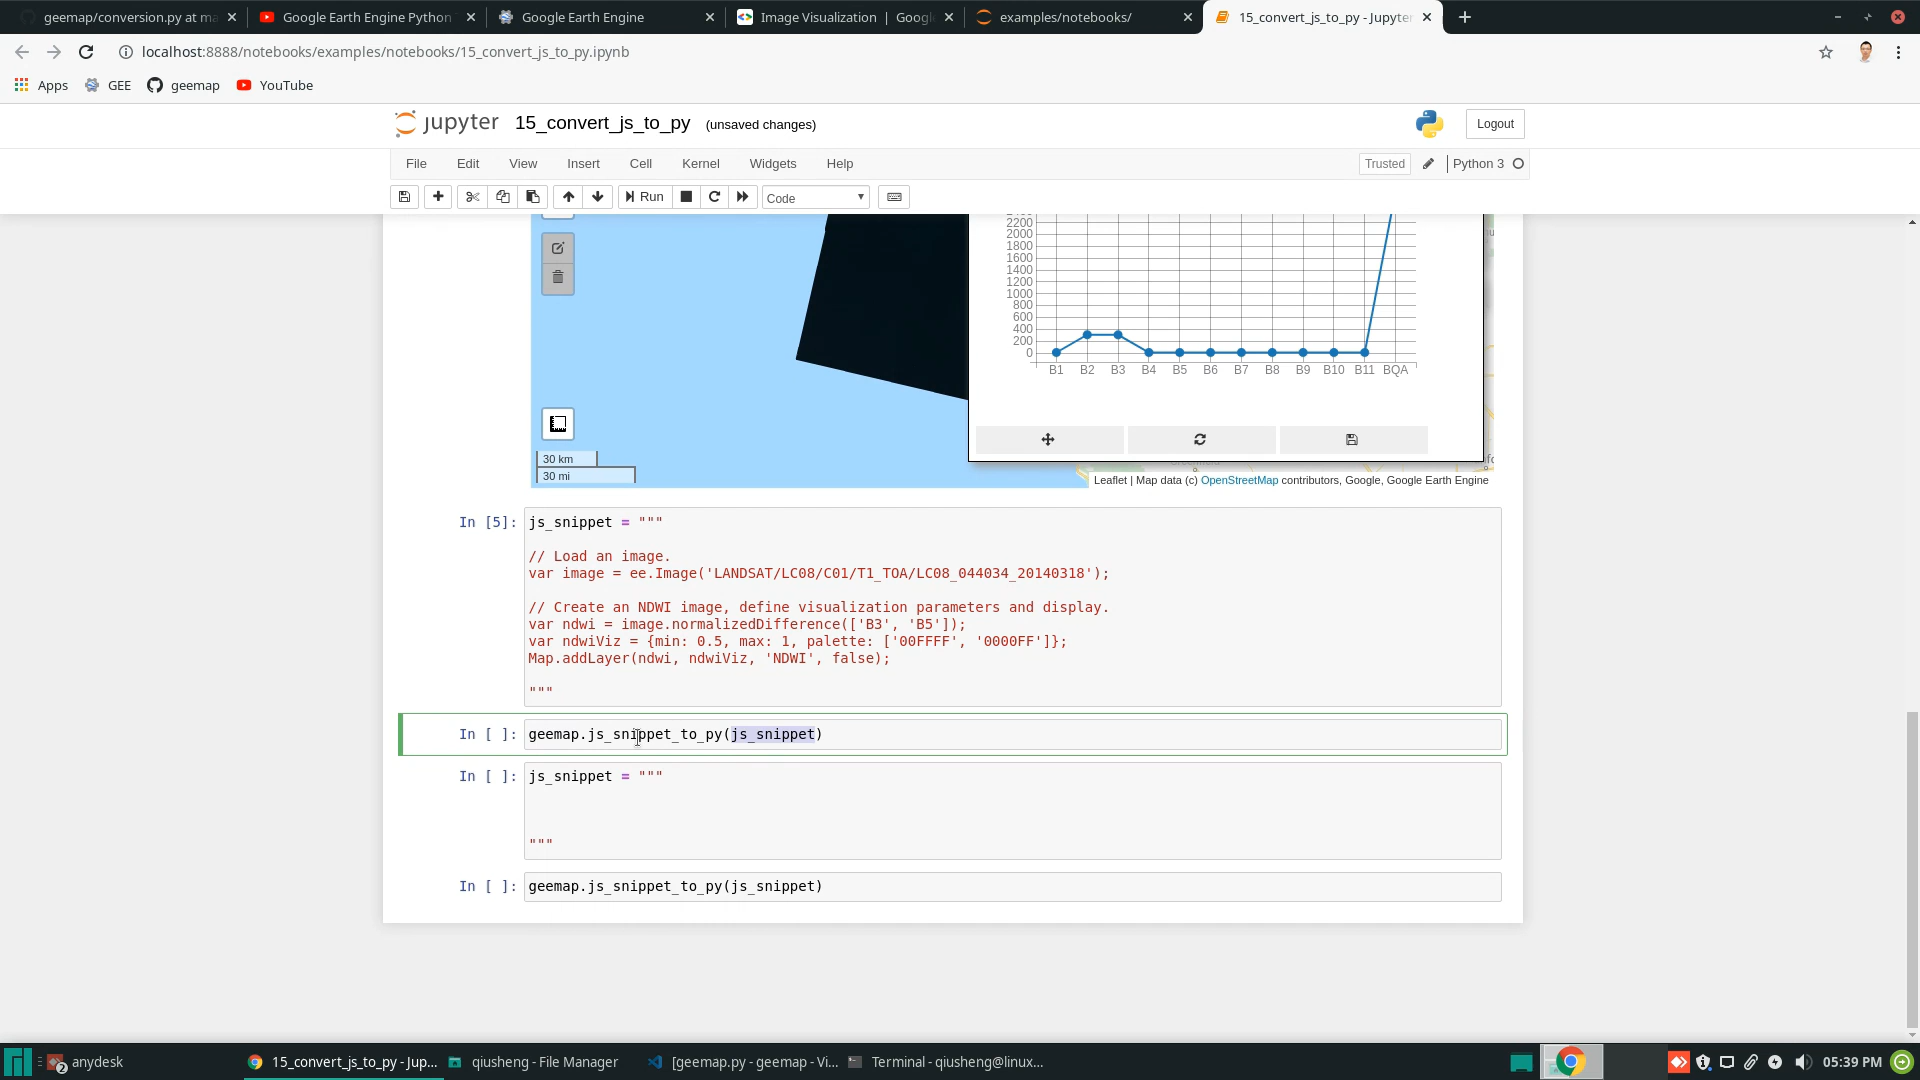 geemap/conversion.py at ma
Google Earth Engine Python
Google Earth Engine
Image Visualization | Googl
examples/notebooks/
15_convert_js_to_py - Jupyter
localhost:8888/notebooks/examples/notebooks/15_convert_js_to_py.ipynb
Apps
GEE
geemap
YouTube
jupyter
15_convert_js_to_py
(unsaved changes)
Logout
File Edit View Insert Cell Kernel Widgets Help
Trusted
Python 3
Run
Code
2200
2000
1800
1600
1400
1200
1000
800
600
400
200
0
B1 B2 B3 B4 B5 B6 B7 B8 B9 B10 B11 BQA
30 km
30 mi
Leaflet | Map data (c) OpenStreetMap contributors, Google, Google Earth Engine
In [5]: js_snippet = """
// Load an image.
var image = ee.Image('LANDSAT/LC08/C01/T1_TOA/LC08_044034_20140318');
// Create an NDWI image, define visualization parameters and display.
var ndwi = image.normalizedDifference(['B3', 'B5']);
var ndwiViz = {min: 0.5, max: 1, palette: ['00FFFF', '0000FF']};
Map.addLayer(ndwi, ndwiViz, 'NDWI', false);
"""
In [ ]: geemap.js_snippet_to_py(js_snippet)
In [ ]: js_snippet = """
"""
In [ ]: geemap.js_snippet_to_py(js_snippet)
2
anydesk
15_convert_js_to_py - Jup...
qiusheng - File Manager
[geemap.py - geemap - Vi...
Terminal - qiusheng@linux...
05:39 PM